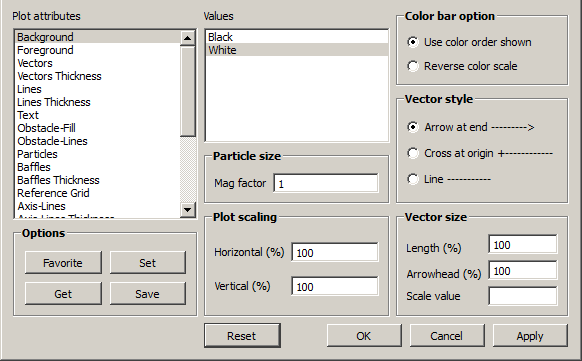 Plot attributes
Background
Foreground
Vectors
Vectors Thickness
Lines
Lines Thickness
Text
Obstacle-Fill
Obstacle-Lines
Particles
Baffles
Baffles Thickness
Reference Grid
Axis-Lines
Axis-Lines Thickness
Options
Favorite Set
Get Save
Values
Black
White
Particle size
Mag factor 1
Plot scaling
Horizontal (%) 100
Vertical (%) 100
Color bar option
Use color order shown
Reverse color scale
Vector style
Arrow at end --------->
Cross at origin +------------
Line -----------
Vector size
Length (%) 100
Arrowhead (%) 100
Scale value
Reset OK Cancel Apply